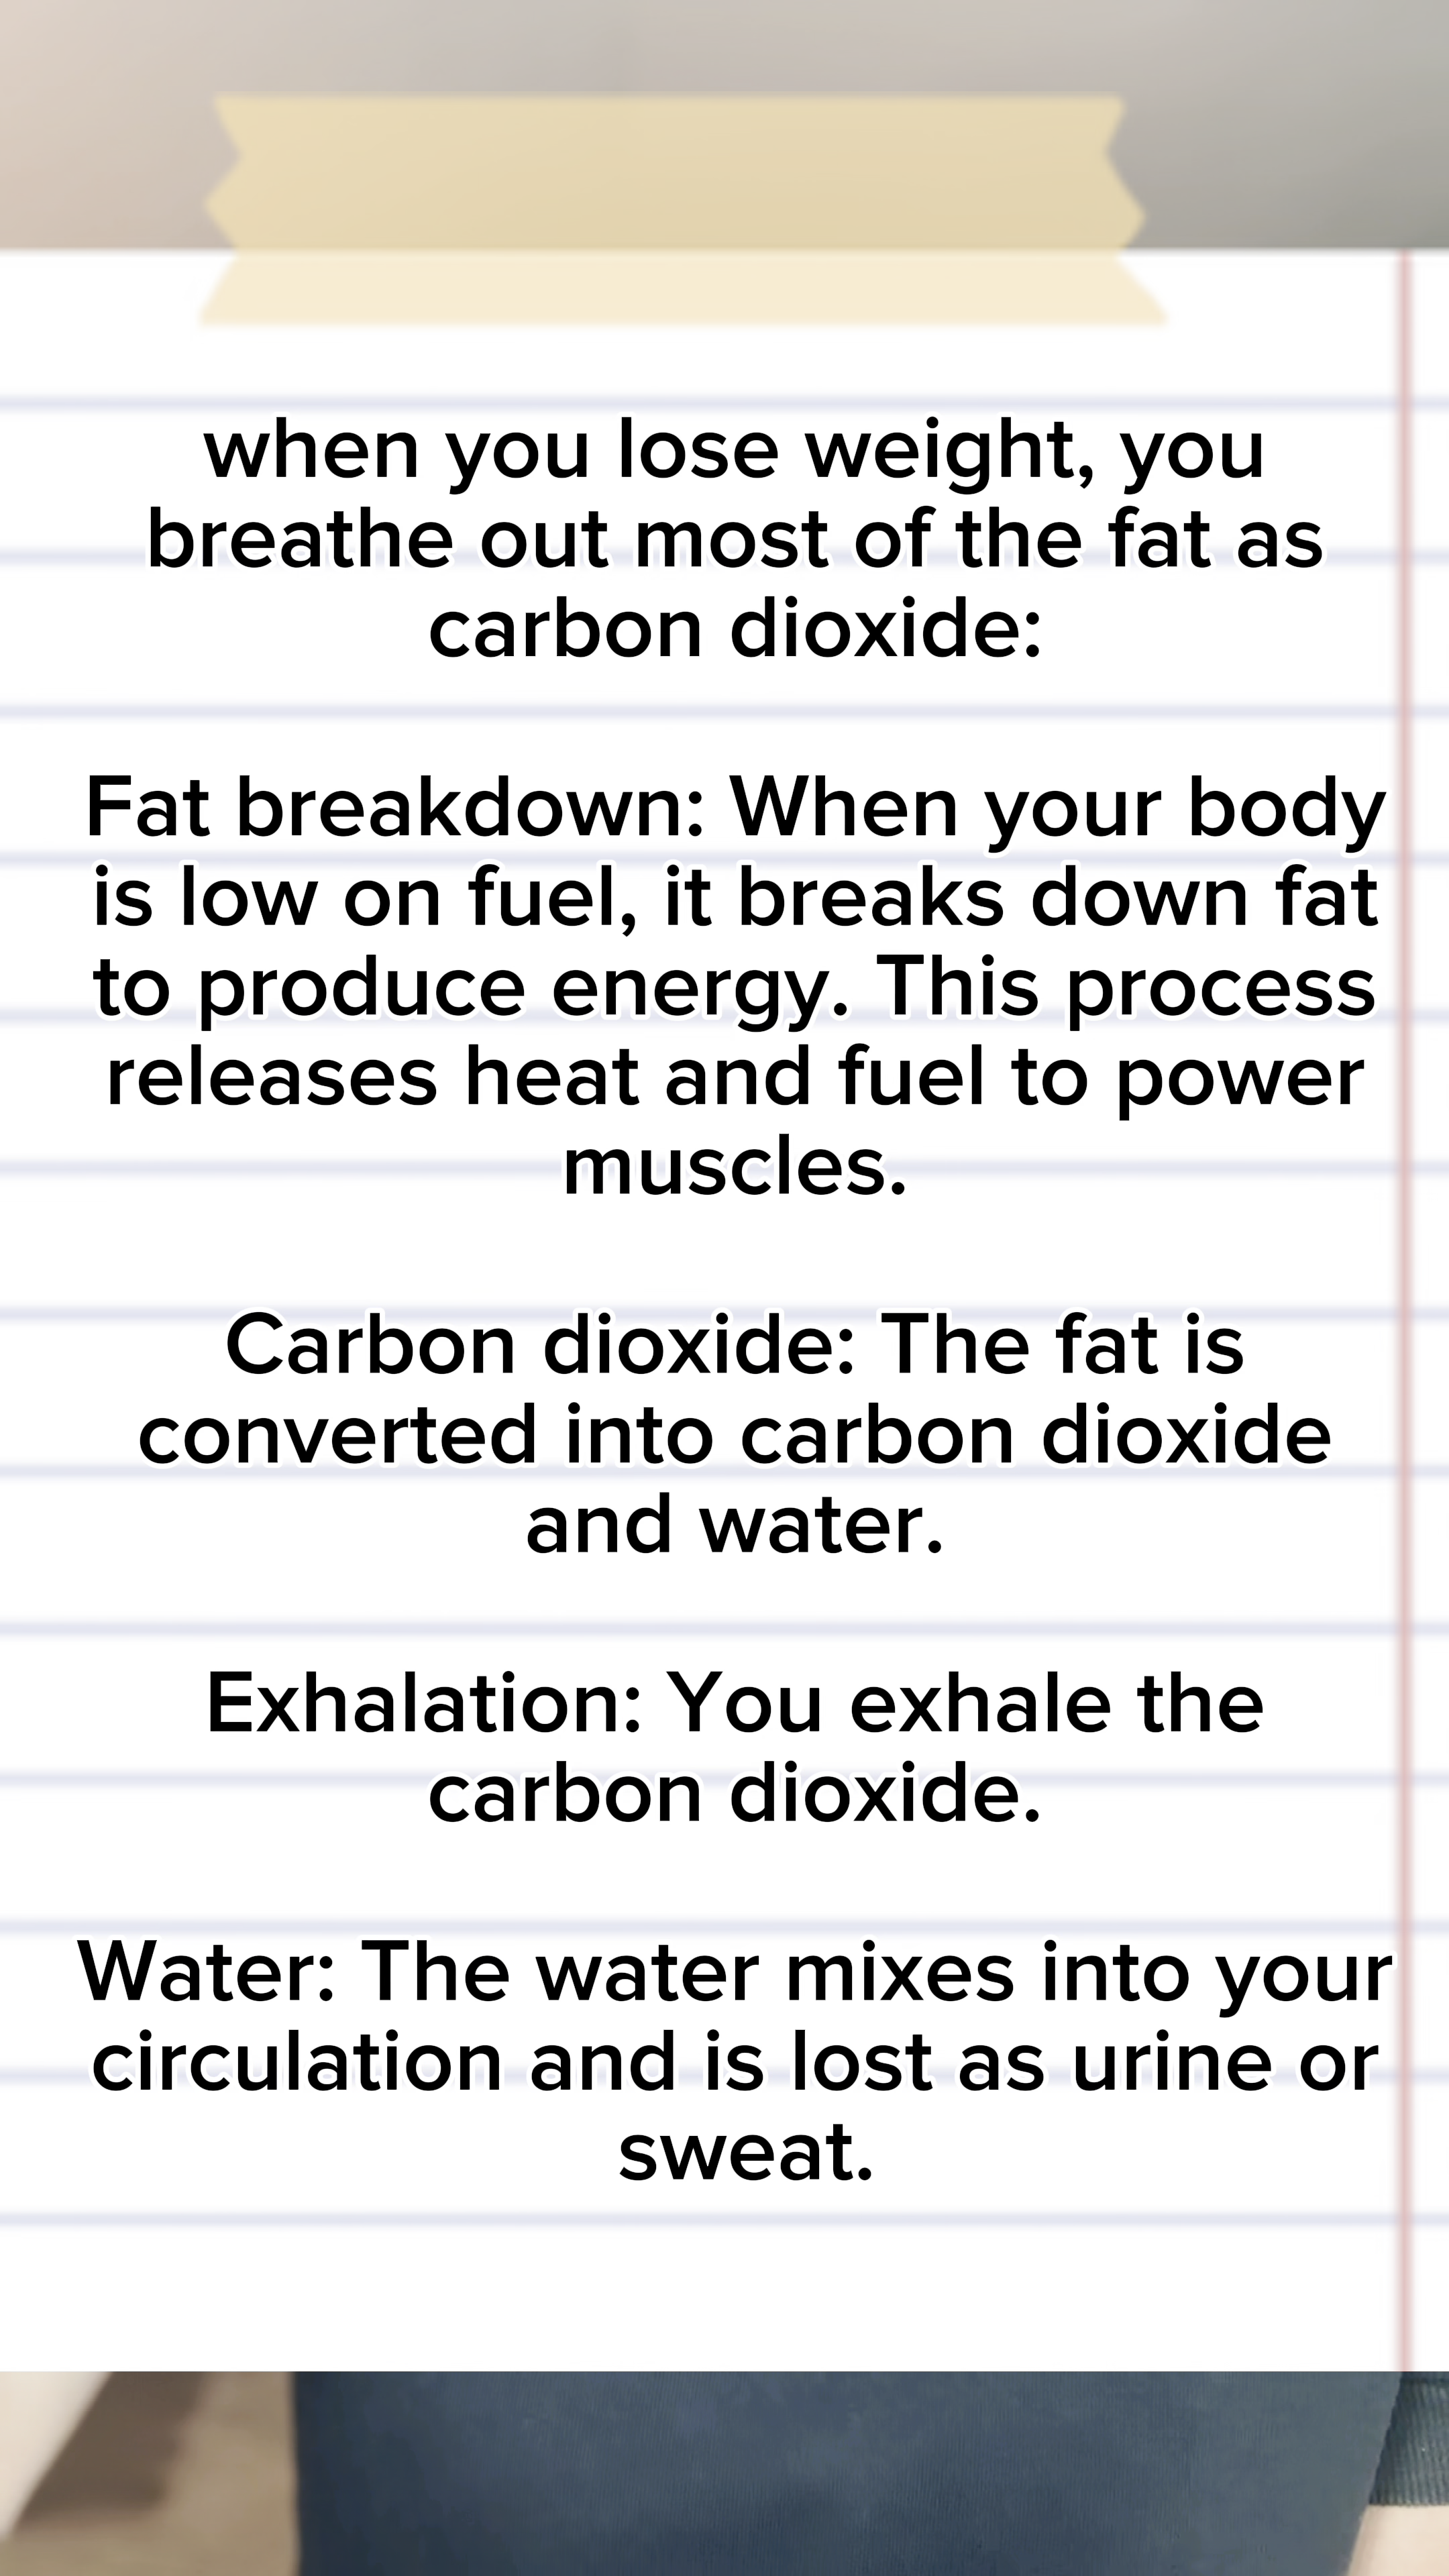 when you lose weight, you
breathe out most of the fat as
carbon dioxide:
Fat breakdown: When your body
is low on fuel, it breaks down fat
to produce energy. This process
releases heat and fuel to power
muscles.
Carbon dioxide: The fat is
converted into carbon dioxide
and water.
Exhalation: You exhale the
carbon dioxide.
Water: The water mixes into your
circulation and is lost as urine or
sweat.